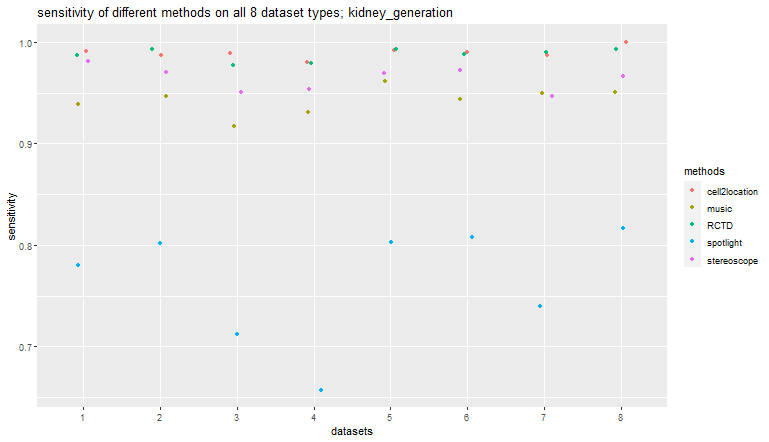 sensitivity of different methods on all 8 dataset types; kidney_generation
1.0
0.9
0.8
0.7
sensitivity
1 2 3 4 5 6 7 8
datasets
methods
cell2location
music
RCTD
spotlight
stereoscope